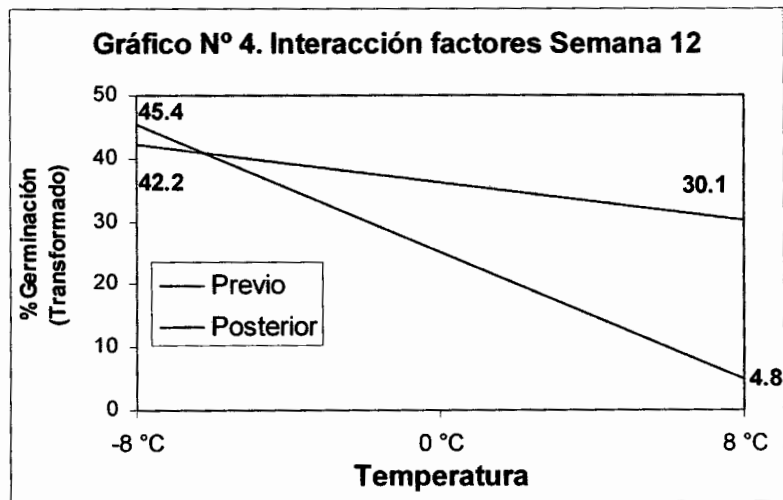 Gráfico Nº 4. Interacción factores Semana 12
%Germinación
(Transformado)
50
40
30
20
10
0
45.4
42.2
30.1
4.8
Previo
Posterior
-8 °C
0 °C
8 °C
Temperatura